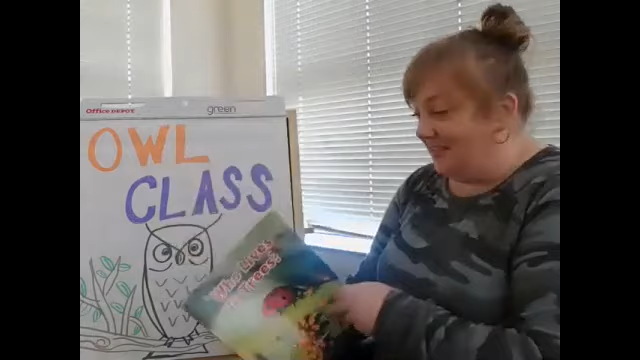 Office DEPOT
green
OWL
CLASS
Who Lives
in Trees?